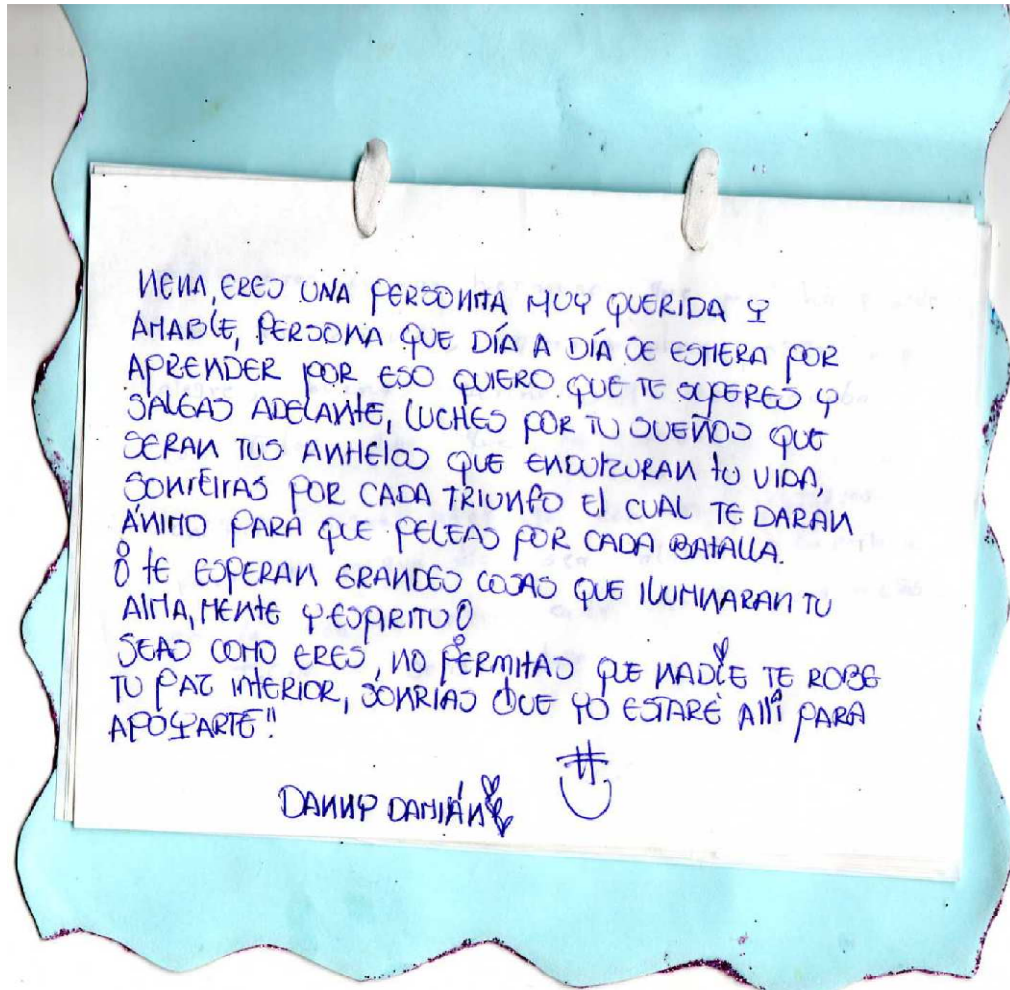 NENA, ERES UNA PERSONITA MUY QUERIDA Y
AMABLE, PERSONA QUE DÍA A DÍA SE ESMERA POR
APRENDER POR ESO QUIERO QUE TE SUPERES Y
SALGAS ADELANTE, LUCHES POR TU SUEÑOS QUE
SERAN TUS ANHELOS QUE ENDULZURAN TU VIDA,
SONREIRAS POR CADA TRIUNFO El CUAL TE DARAN
ÁNIMO PARA QUE PELEAS POR CADA BATALLA.
¡TE ESPERAN GRANDES COSAS QUE ILUMINARAN TU
AlMA, MENTE Y ESPIRITU!
SEAS COMO ERES, NO PERMITAS QUE NADIE TE ROBE
TU PAZ INTERIOR, SONRIAS QUE YO ESTARÉ Allí PARA
APOYARTE"
DANNY DAMIÁN